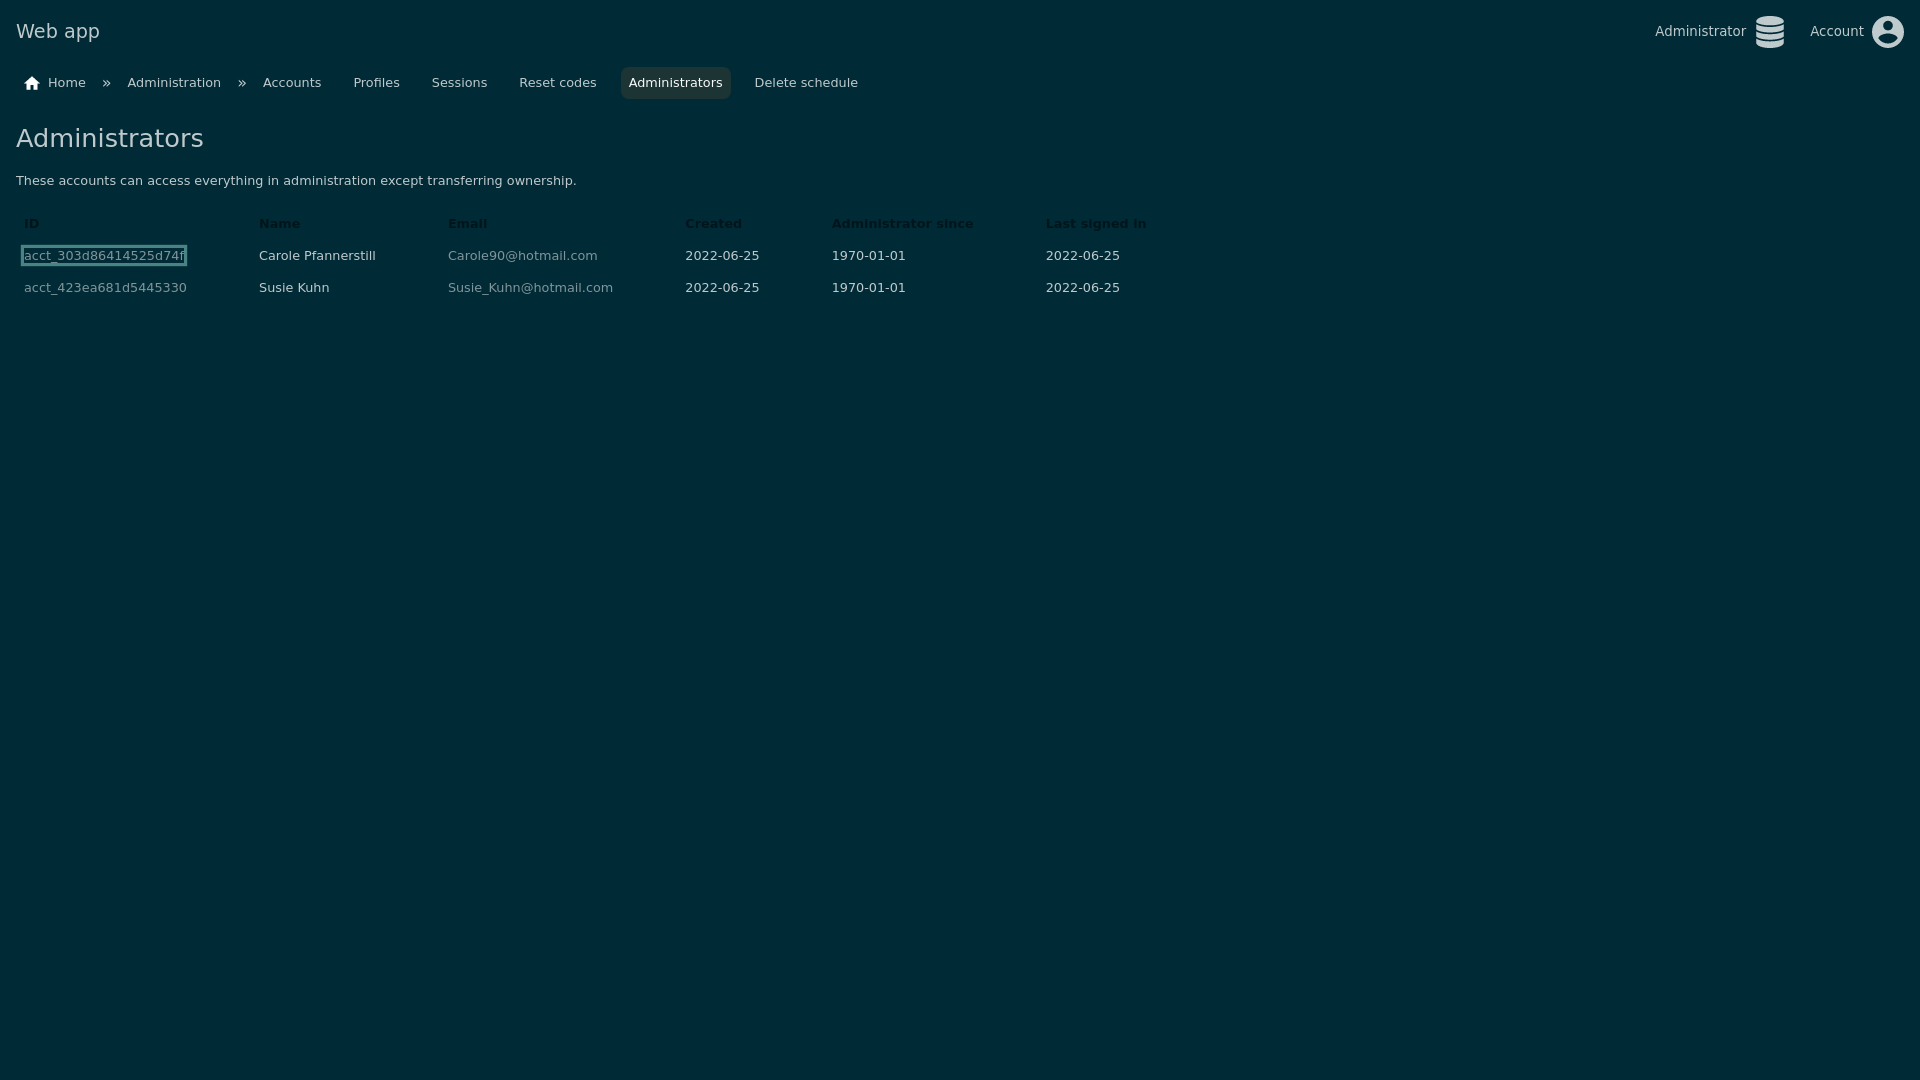 Web app
Administrator
Account
Home » Administration » Accounts Profiles Sessions Reset codes Administrators Delete schedule
Administrators
These accounts can access everything in administration except transferring ownership.
ID Name Email Created Administrator since Last signed in
acct_303d86414525d74f Carole Pfannerstill Carole90@hotmail.com 2022-06-25 1970-01-01 2022-06-25
acct_423ea681d5445330 Susie Kuhn Susie_Kuhn@hotmail.com 2022-06-25 1970-01-01 2022-06-25